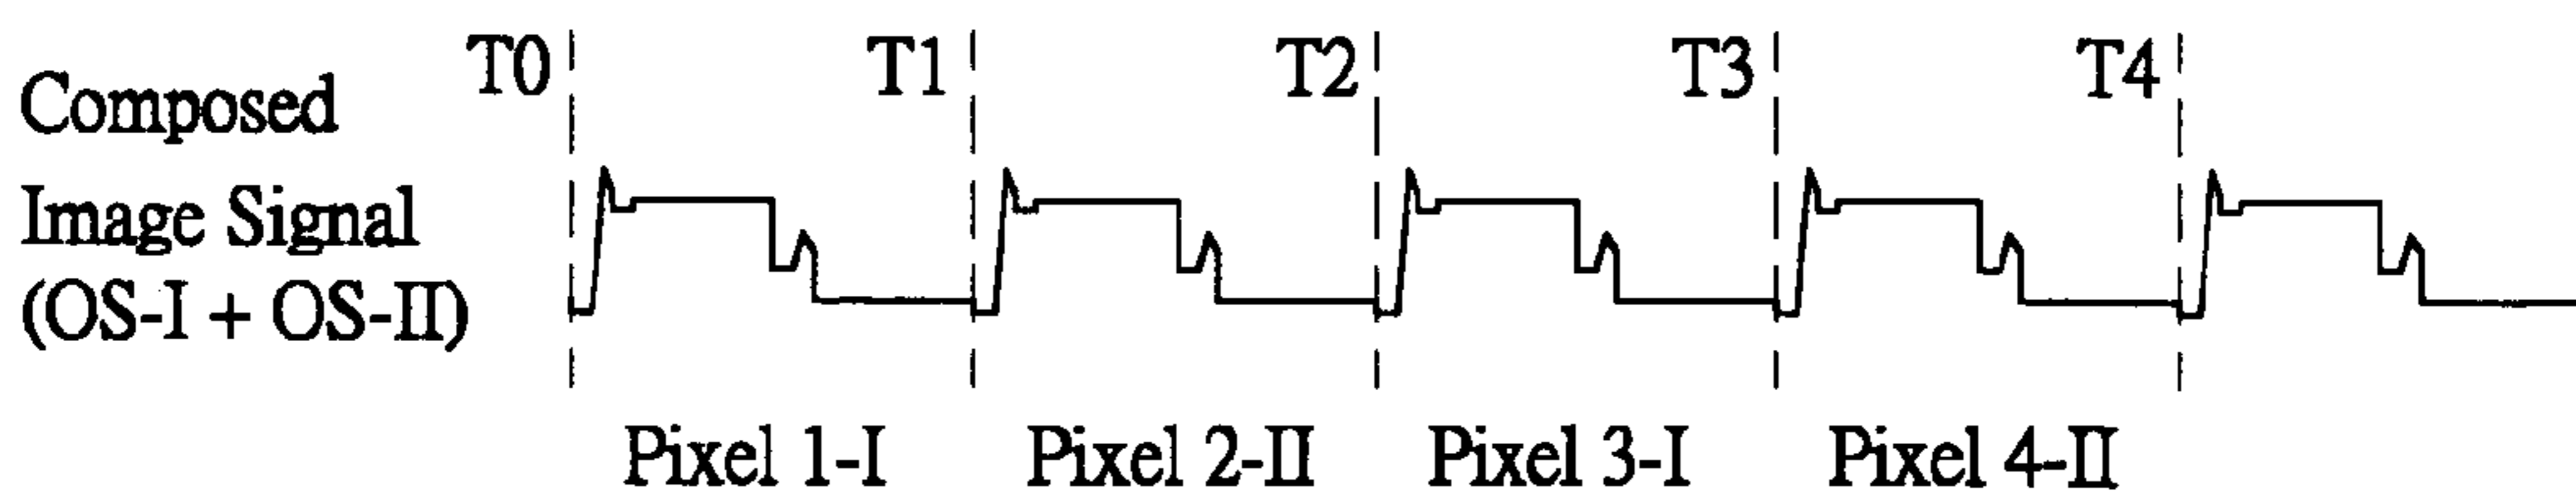 T0 T1 T2 T3 T4
Composed
Image Signal
(OS-I + OS-II)
Pixel 1-I Pixel 2-II Pixel 3-I Pixel 4-II